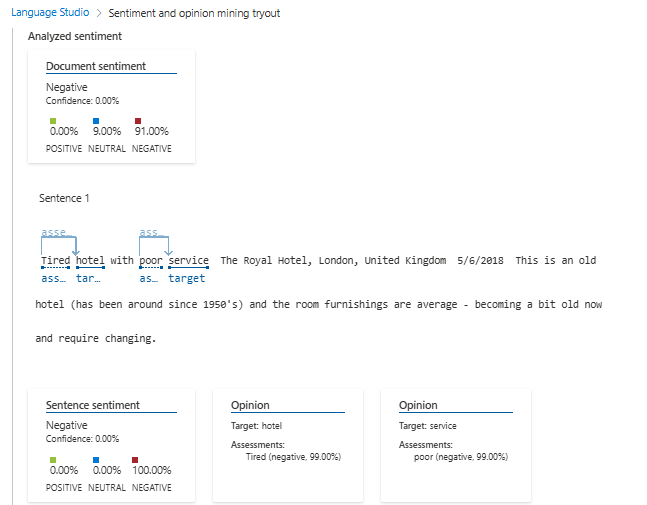 Language Studio > Sentiment and opinion mining tryout
Analyzed sentiment
Document sentiment
Negative
Confidence: 0.00%
0.00% 9.00% 91.00%
POSITIVE NEUTRAL NEGATIVE
Sentence 1
asse… ass…
Tired hotel with poor service The Royal Hotel, London, United Kingdom 5/6/2018 This is an old
ass… tar… as… target
hotel (has been around since 1950's) and the room furnishings are average - becoming a bit old now
and require changing.
Sentence sentiment
Negative
Confidence: 0.00%
0.00% 0.00% 100.00%
POSITIVE NEUTRAL NEGATIVE
Opinion
Target: hotel
Assessments:
Tired (negative, 99.00%)
Opinion
Target: service
Assessments:
poor (negative, 99.00%)